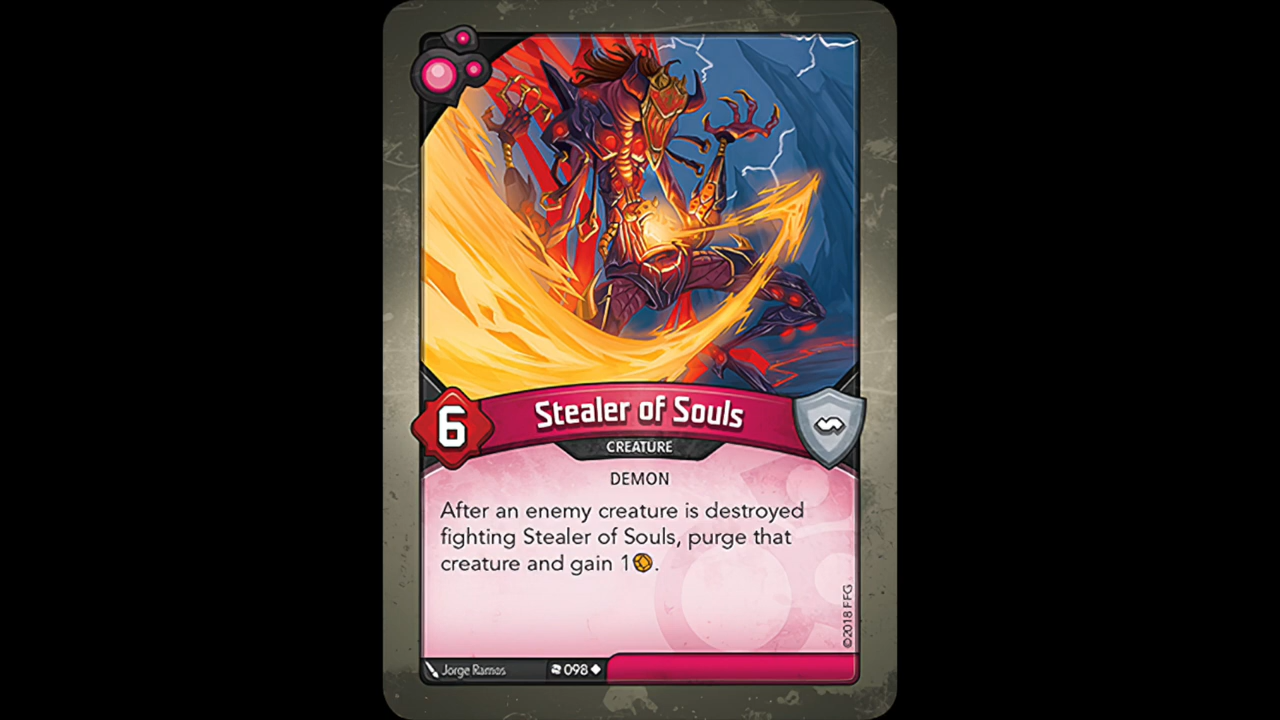 6
Stealer of Souls
CREATURE
DEMON
After an enemy creature is destroyed
fighting Stealer of Souls, purge that
creature and gain 1.
©2018 FFG
Jorge Ramos
098